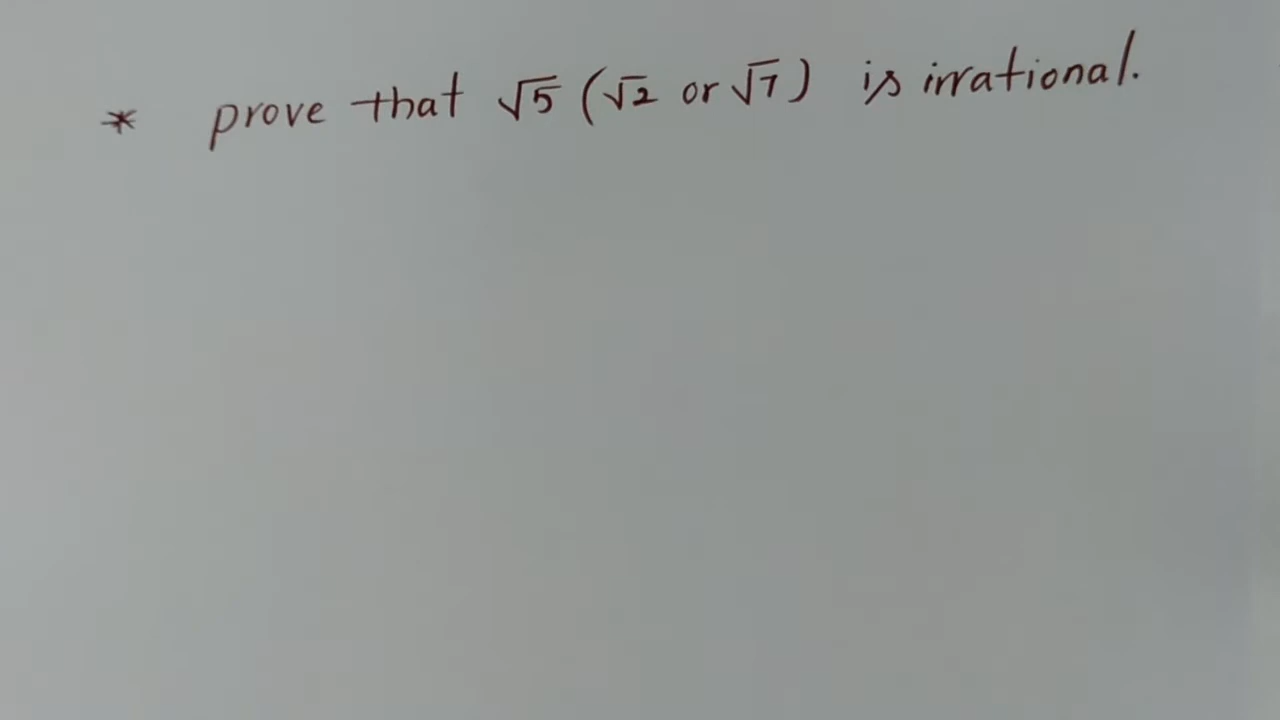 * prove that √5 (√2 or √7) is irrational.